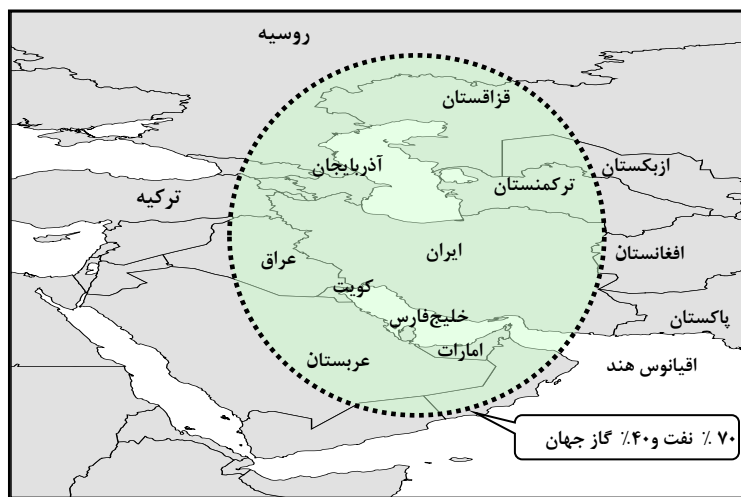 روسیه
قزاقستان
آذربایجان
ترکمنستان
ازبکستان
ترکیه
ایران
افغانستان
عراق
کویت
خلیج‌فارس
پاکستان
امارات
عربستان
اقیانوس هند
۷۰ ٪ نفت و۴۰٪ گاز جهان